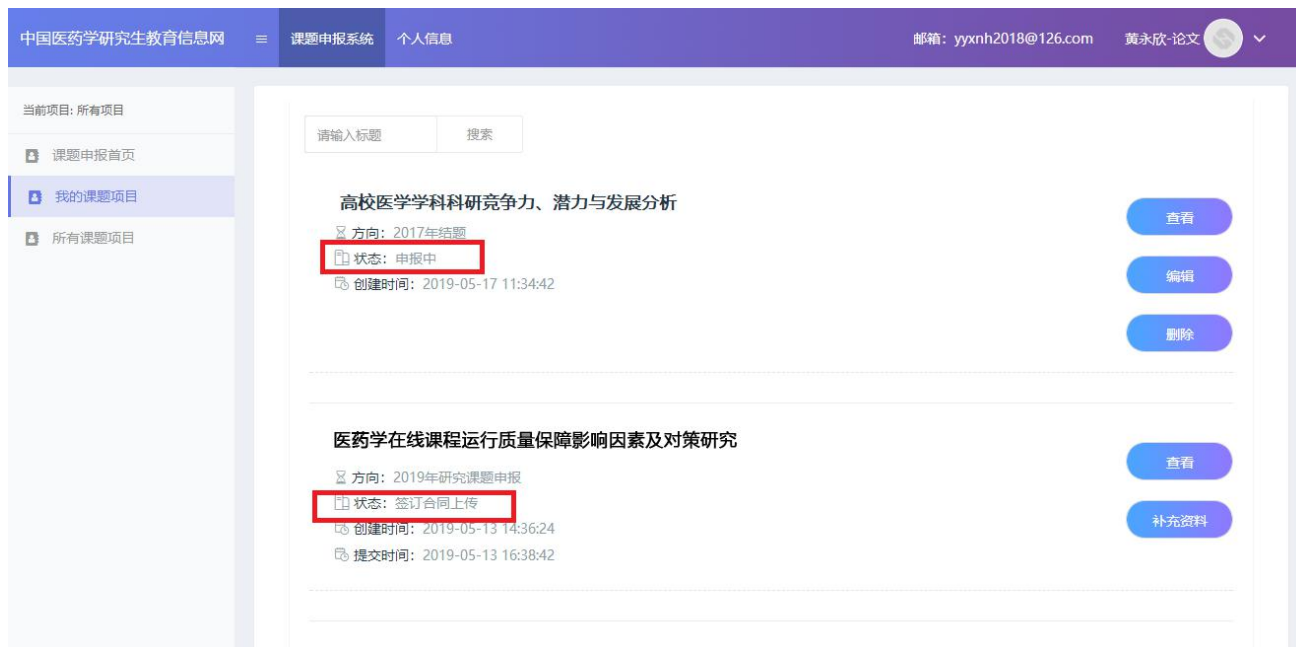 中国医药学研究生教育信息网 课题申报系统 个人信息 邮箱：yyxnh2018@126.com 黄永欣-论文
当前项目: 所有项目
课题申报首页
我的课题项目
所有课题项目
请输入标题 搜索
高校医学学科科研竞争力、潜力与发展分析
方向：2017年结题
状态：申报中
创建时间：2019-05-17 11:34:42
查看
编辑
删除
医药学在线课程运行质量保障影响因素及对策研究
方向：2019年研究课题申报
状态：签订合同上传
创建时间：2019-05-13 14:36:24
提交时间：2019-05-13 16:38:42
查看
补充资料